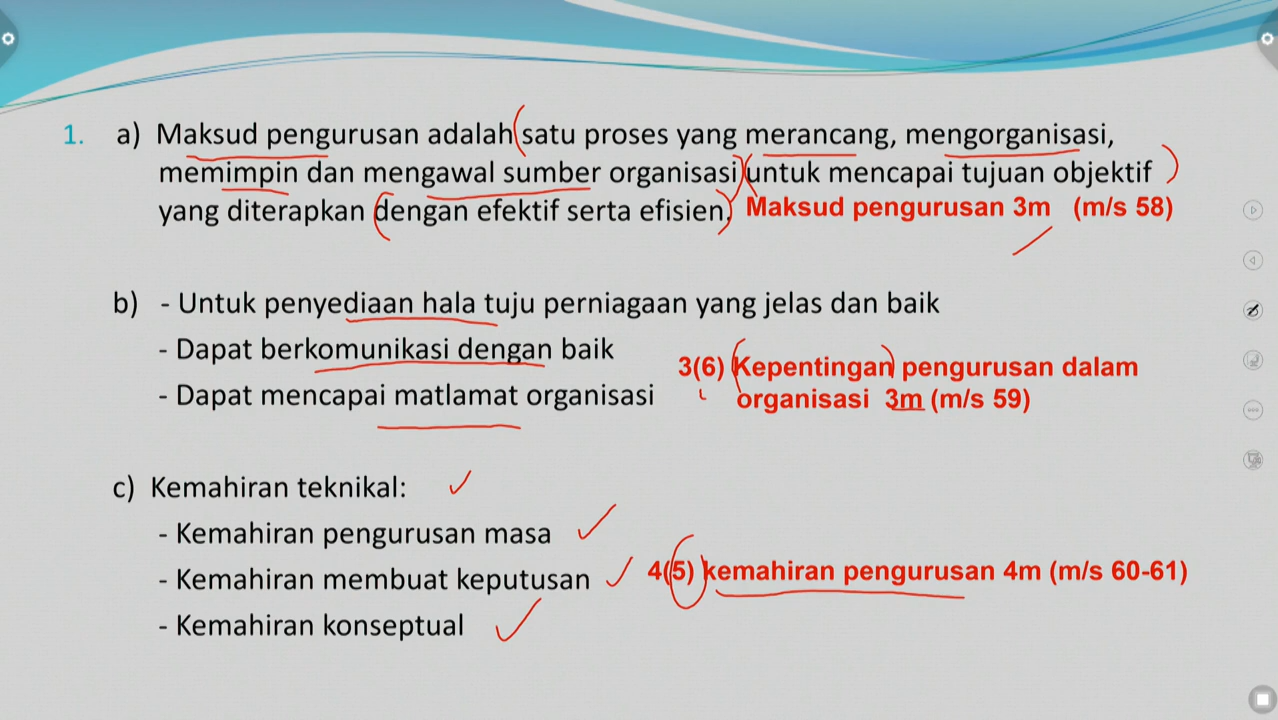 1. a) Maksud pengurusan adalah satu proses yang merancang, mengorganisasi,
memimpin dan mengawal sumber organisasi untuk mencapai tujuan objektif
yang diterapkan dengan efektif serta efisien. Maksud pengurusan 3m (m/s 58)
b) - Untuk penyediaan hala tuju perniagaan yang jelas dan baik
- Dapat berkomunikasi dengan baik
3(6) Kepentingan pengurusan dalam
- Dapat mencapai matlamat organisasi
organisasi 3m (m/s 59)
c) Kemahiran teknikal:
- Kemahiran pengurusan masa
- Kemahiran membuat keputusan 4(5) kemahiran pengurusan 4m (m/s 60-61)
- Kemahiran konseptual